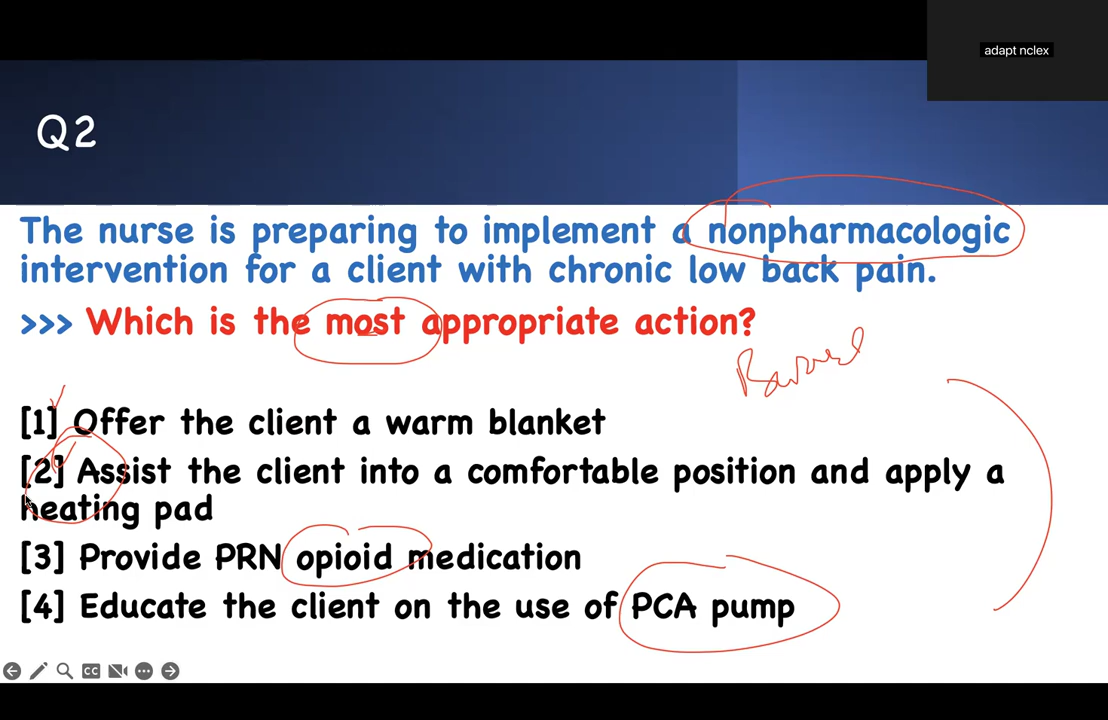 adapt nclex
Q2
The nurse is preparing to implement a nonpharmacologic
intervention for a client with chronic low back pain.
>>> Which is the most appropriate action?
[1] Offer the client a warm blanket
[2] Assist the client into a comfortable position and apply a
heating pad
[3] Provide PRN opioid medication
[4] Educate the client on the use of PCA pump
CC